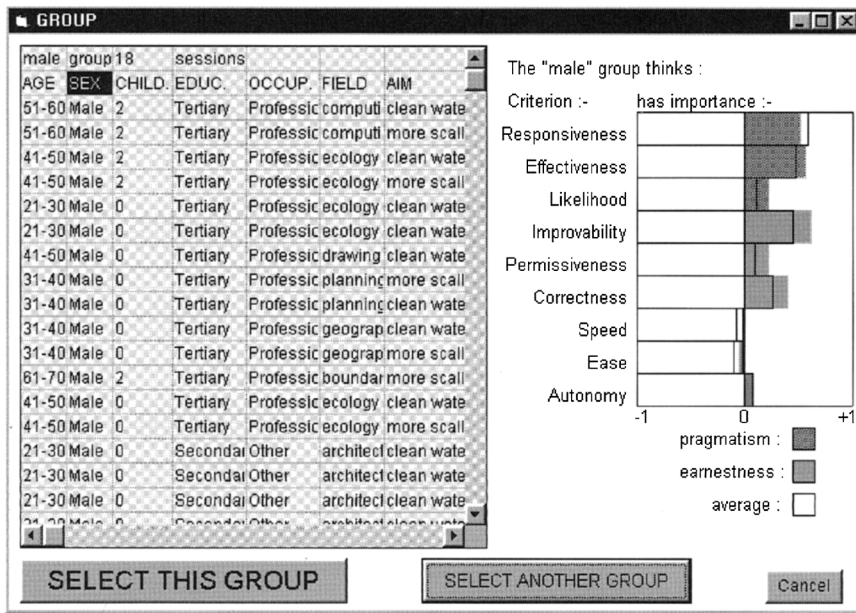 GROUP
male group 18 sessions
AGE SEX CHILD. EDUC. OCCUP. FIELD AIM
51-60 Male 2 Tertiary Professic computi clean wate
51-60 Male 2 Tertiary Professic computi more scall
41-50 Male 2 Tertiary Professic ecology clean wate
41-50 Male 2 Tertiary Professic ecology more scall
21-30 Male 0 Tertiary Professic ecology clean wate
21-30 Male 0 Tertiary Professic ecology clean wate
41-50 Male 0 Tertiary Professic drawing clean wate
31-40 Male 0 Tertiary Professic planning more scall
31-40 Male 0 Tertiary Professic planning clean wate
31-40 Male 0 Tertiary Professic geograp clean wate
31-40 Male 0 Tertiary Professic geograp more scall
61-70 Male 2 Tertiary Professic boundar more scall
41-50 Male 0 Tertiary Professic ecology clean wate
41-50 Male 0 Tertiary Professic ecology more scall
21-30 Male 0 Secondar Other architect clean wate
21-30 Male 0 Secondar Other architect clean wate
21-30 Male 0 Secondar Other architect clean wate
The "male" group thinks :
Criterion :- has importance :-
Responsiveness
Effectiveness
Likelihood
Improvability
Permissiveness
Correctness
Speed
Ease
Autonomy
-1 0 +1
pragmatism :
earnestness :
average :
SELECT THIS GROUP
SELECT ANOTHER GROUP
Cancel